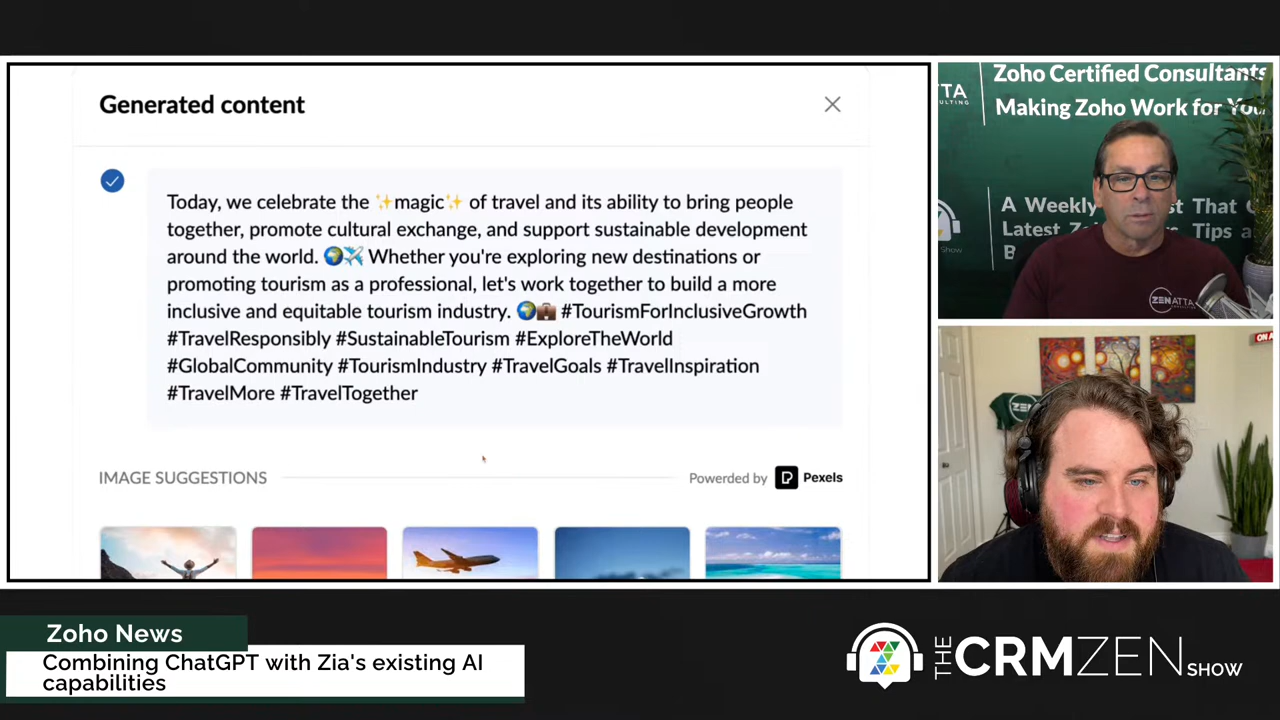 Generated content
Today, we celebrate the ✨magic✨ of travel and its ability to bring people
together, promote cultural exchange, and support sustainable development
around the world. 🌍✈️ Whether you're exploring new destinations or
promoting tourism as a professional, let's work together to build a more
inclusive and equitable tourism industry. 🌍💼 #TourismForInclusiveGrowth
#TravelResponsibly #SustainableTourism #ExploreTheWorld
#GlobalCommunity #TourismIndustry #TravelGoals #TravelInspiration
#TravelMore #TravelTogether
IMAGE SUGGESTIONS
Powerded by Pexels
Zoho Certified Consultants
Making Zoho Work for You
A Weekly
st That
Latest
Tips
ZENATTA
Zoho News
Combining ChatGPT with Zia's existing AI
capabilities
THE CRMZEN SHOW